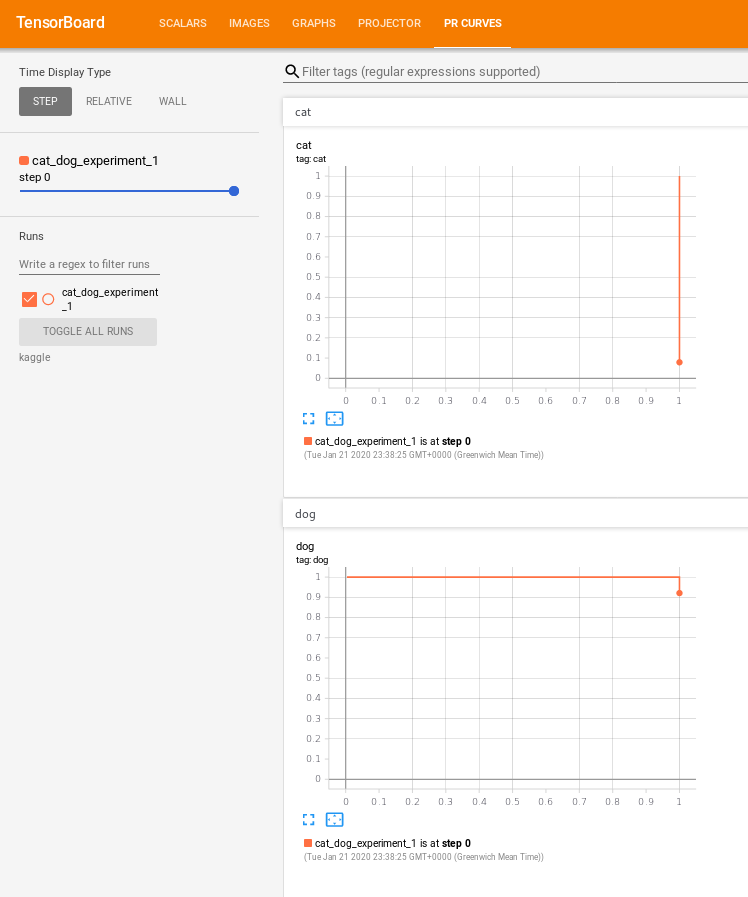 TensorBoard SCALARS IMAGES GRAPHS PROJECTOR PR CURVES
Time Display Type
STEP RELATIVE WALL
cat_dog_experiment_1
step 0
Runs
Write a regex to filter runs
cat_dog_experiment
_1
TOGGLE ALL RUNS
kaggle
Filter tags (regular expressions supported)
cat
cat
tag: cat
1
0.9
0.8
0.7
0.6
0.5
0.4
0.3
0.2
0.1
0
0 0.1 0.2 0.3 0.4 0.5 0.6 0.7 0.8 0.9 1
cat_dog_experiment_1 is at step 0
(Tue Jan 21 2020 23:38:25 GMT+0000 (Greenwich Mean Time))
dog
dog
tag: dog
1
0.9
0.8
0.7
0.6
0.5
0.4
0.3
0.2
0.1
0
0 0.1 0.2 0.3 0.4 0.5 0.6 0.7 0.8 0.9 1
cat_dog_experiment_1 is at step 0
(Tue Jan 21 2020 23:38:25 GMT+0000 (Greenwich Mean Time))